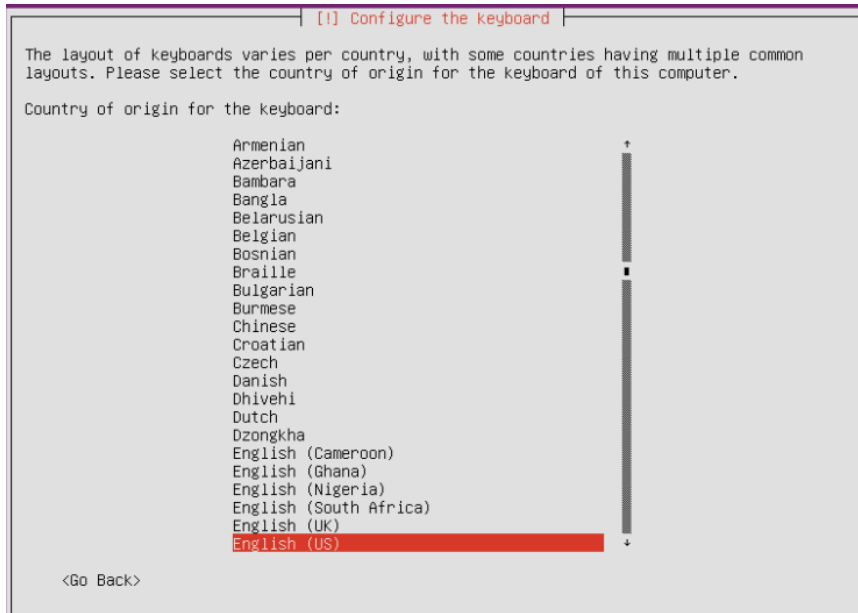 [!] Configure the keyboard
The layout of keyboards varies per country, with some countries having multiple common
layouts. Please select the country of origin for the keyboard of this computer.
Country of origin for the keyboard:
Armenian
Azerbaijani
Bambara
Bangla
Belarusian
Belgian
Bosnian
Braille
Bulgarian
Burmese
Chinese
Croatian
Czech
Danish
Dhivehi
Dutch
Dzongkha
English (Cameroon)
English (Ghana)
English (Nigeria)
English (South Africa)
English (UK)
English (US)
<Go Back>